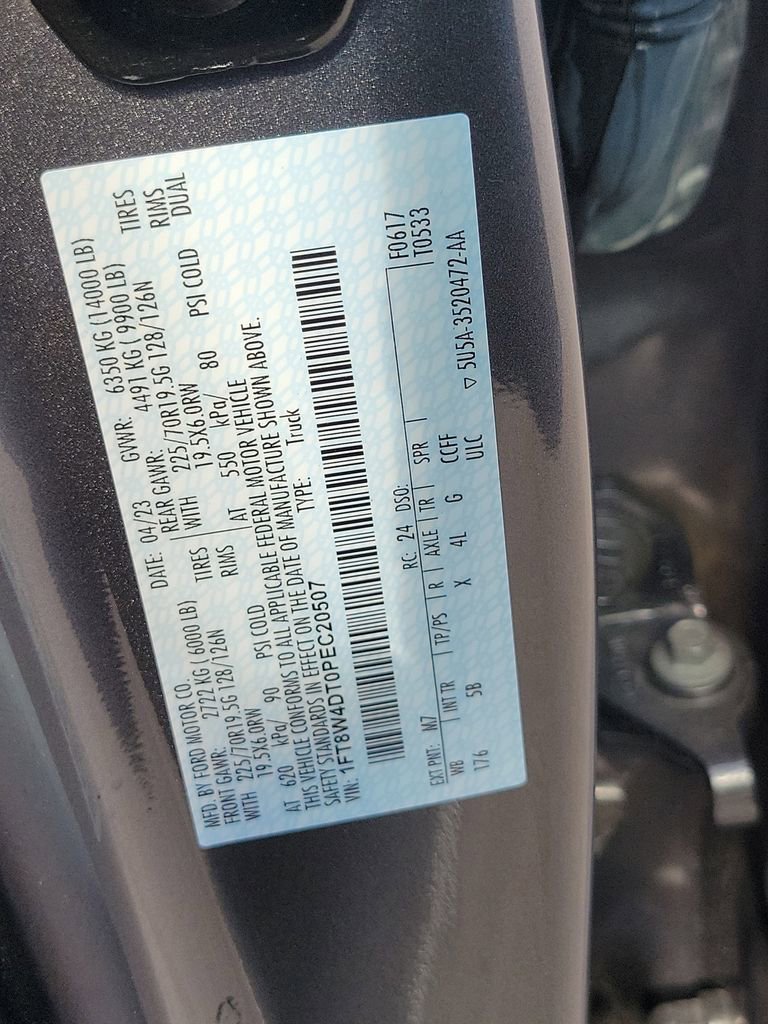 MFD. BY FORD MOTOR CO. DATE: 04/23 GVWR: 6350 KG (14000 LB)
FRONT GAWR: 2722 KG ( 6000 LB) REAR GAWR: 4491 KG ( 9900 LB)
WITH 225/70R19.5G 128/126N TIRES WITH 225/70R19.5G 128/126N TIRES
19.5X6.0RW RIMS 19.5X6.0RW RIMS
AT 620 kPa/ 90 PSI COLD AT 550 kPa/ 80 PSI COLD DUAL
THIS VEHICLE CONFORMS TO ALL APPLICABLE FEDERAL MOTOR VEHICLE
SAFETY STANDARDS IN EFFECT ON THE DATE OF MANUFACTURE SHOWN ABOVE.
VIN: 1FT8W4DT0PEC20507 TYPE: Truck
F0617
EXT PNT: M7 RC: 24 DSO: T0533
WB INT TR TP/PS R AXLE TR SPR
176 5B X 4L G CCFF
ULC ▽ 5U5A-3520472-AA